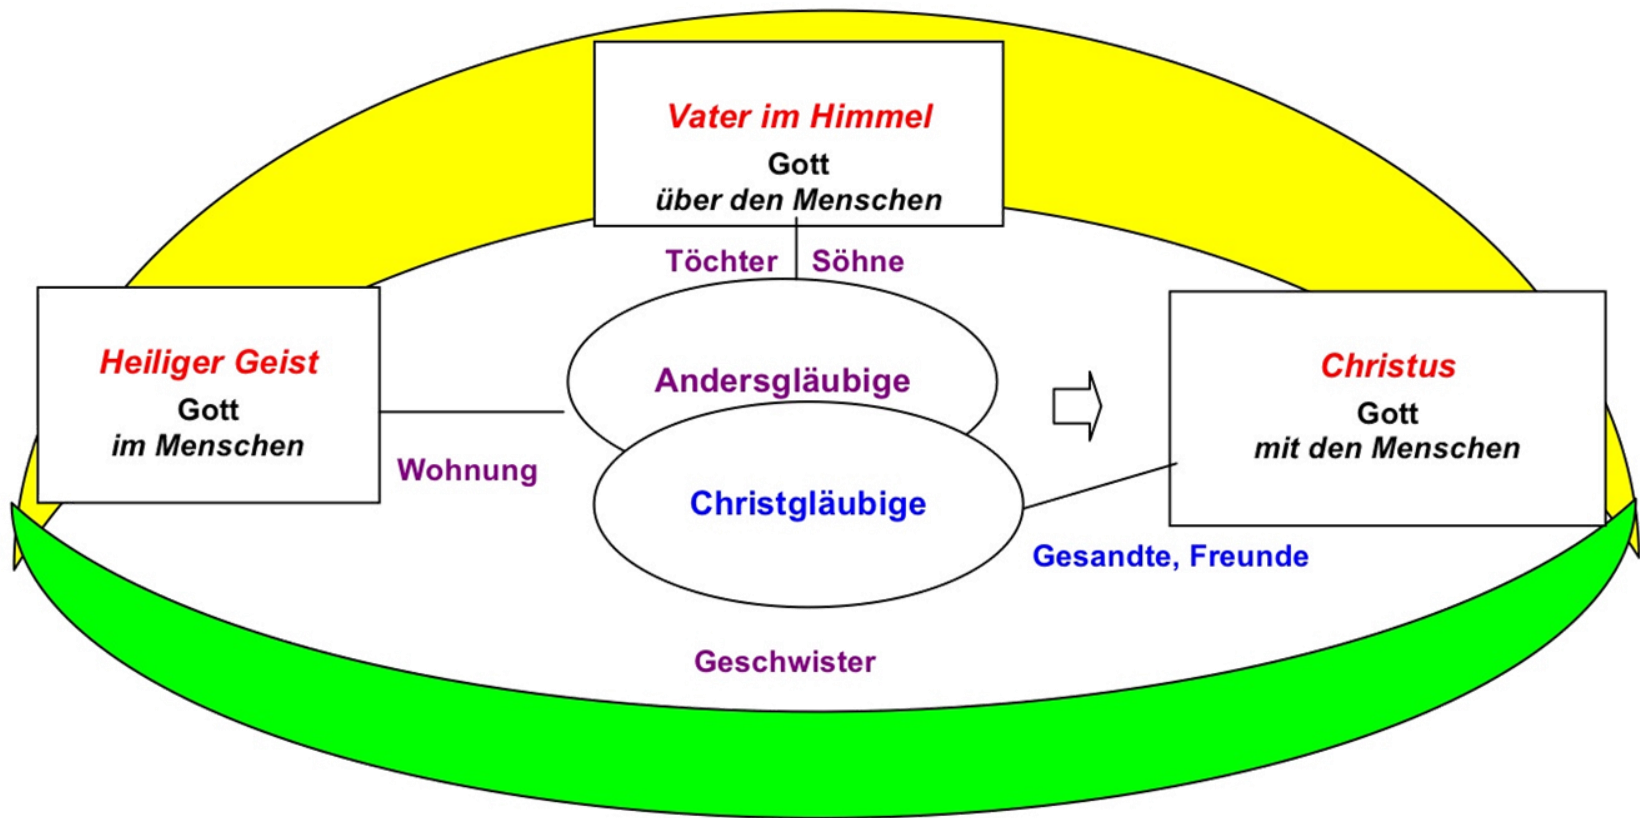 Vater im Himmel
Gott
über den Menschen
Töchter Söhne
Heiliger Geist
Gott
im Menschen
Wohnung
Andersgläubige
Christgläubige
Christus
Gott
mit den Menschen
Gesandte, Freunde
Geschwister